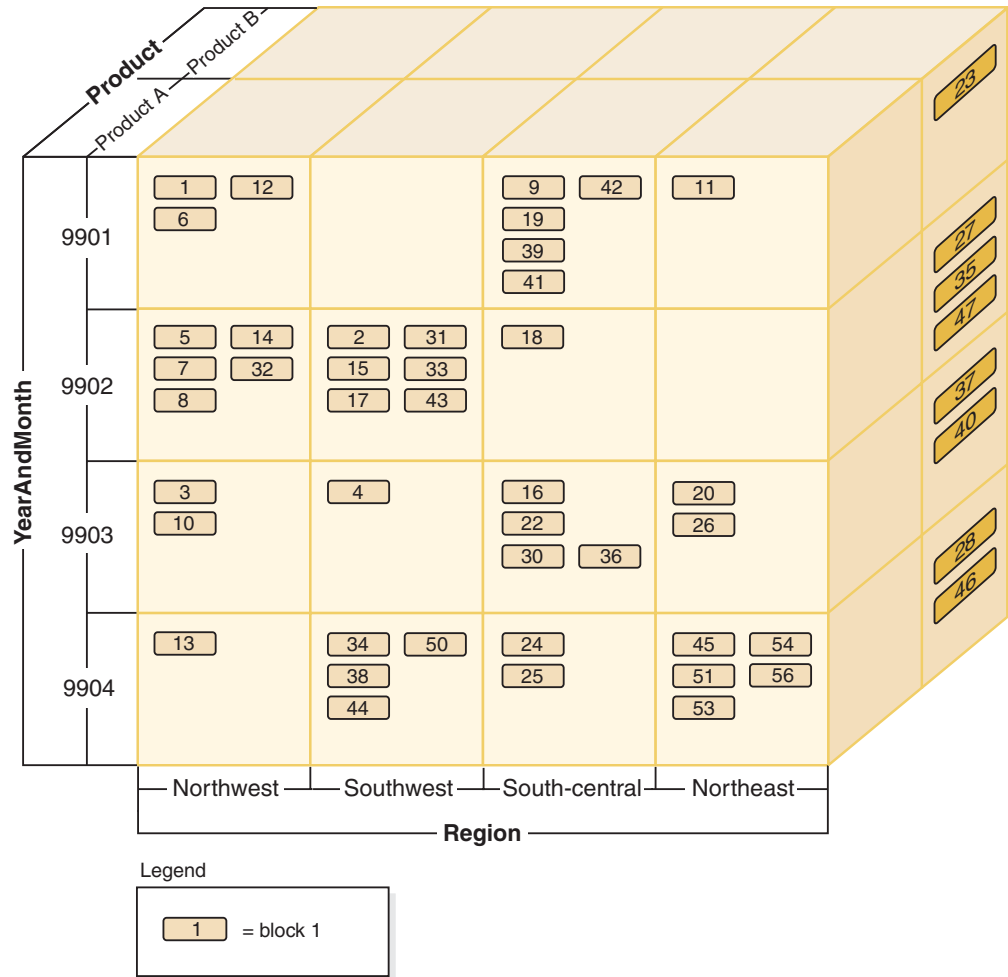 Product B
Product
Product A
23
1 12 9 42 11
6 19
9901
39
41
27
35
47
5 14 2 31 18
7 32 15 33
9902
8 17 43
37
40
YearAndMonth
3 4 16 20
10 22 26
9903
30 36
28
46
13 34 50 24 45 54
38 25 51 56
9904
44 53
Northwest Southwest South-central Northeast
Region
Legend
1 = block 1